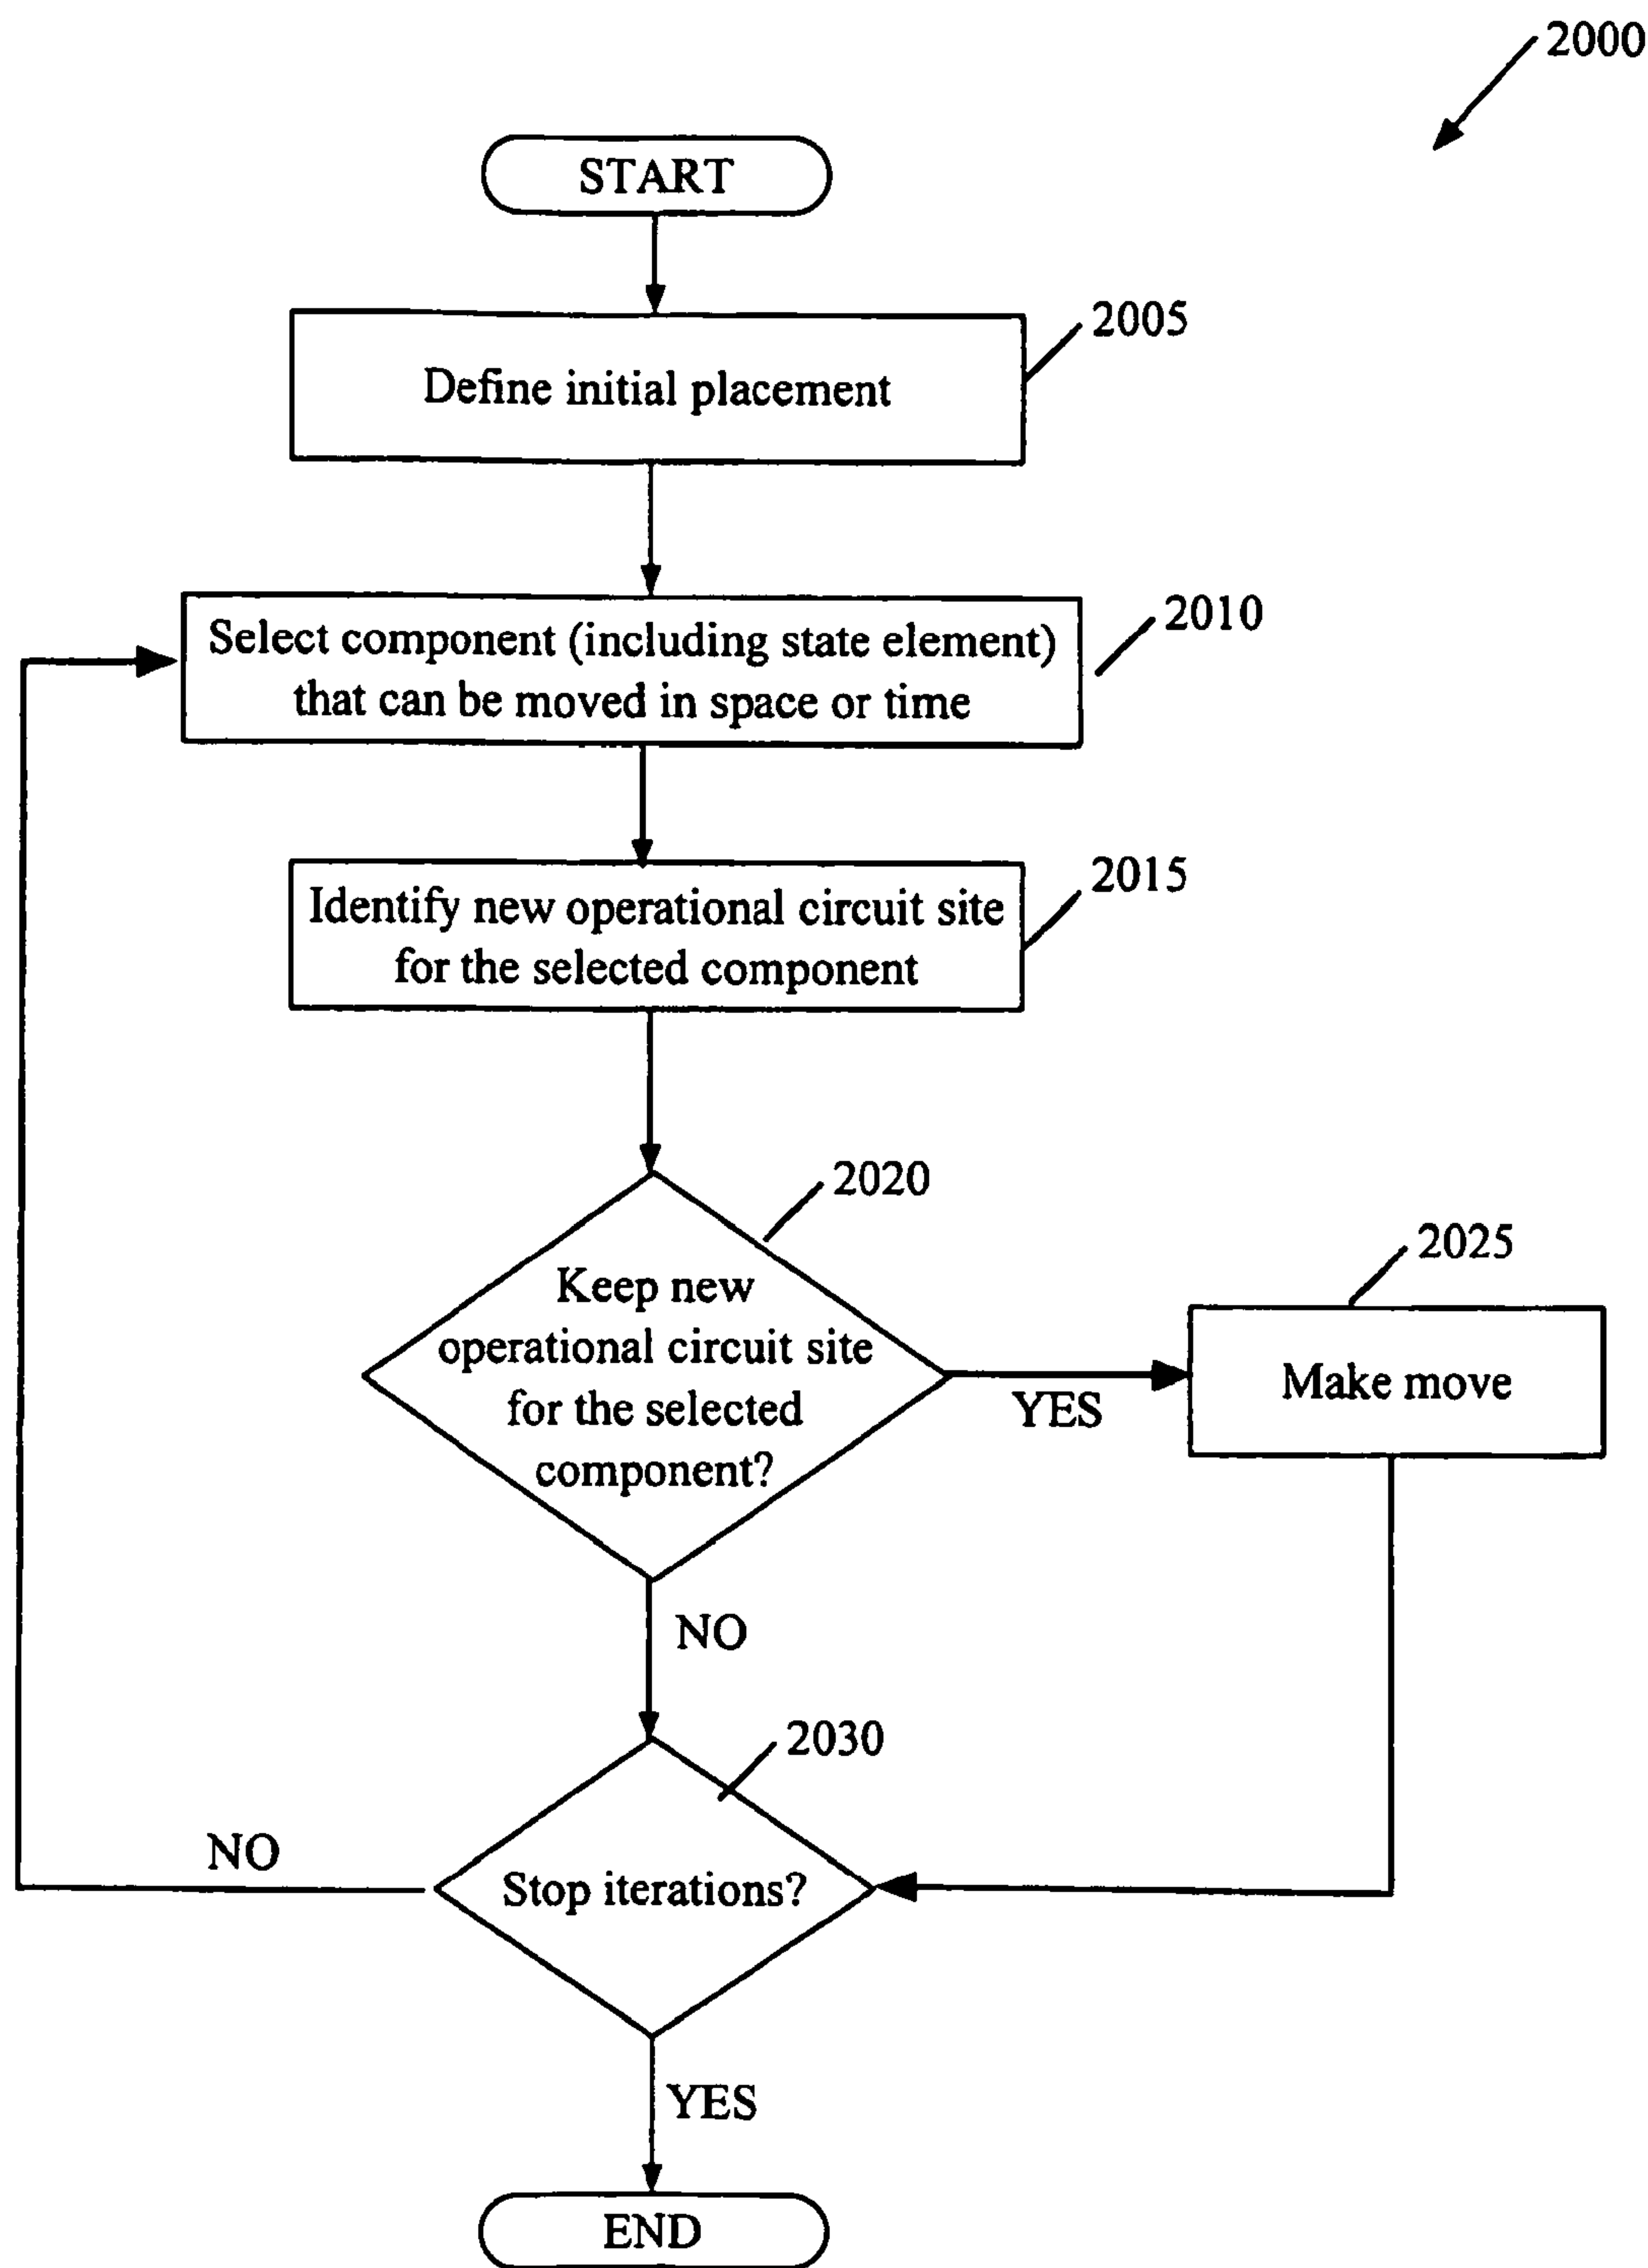 2000
START
2005
Define initial placement
2010
Select component (including state element)
that can be moved in space or time
2015
Identify new operational circuit site
for the selected component
2020
Keep new
operational circuit site
for the selected
component?
2025
YES
Make move
NO
2030
NO
Stop iterations?
YES
END